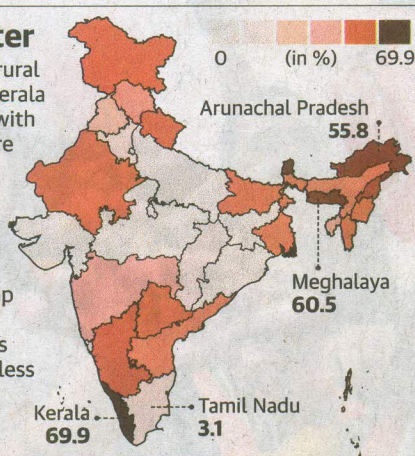 ter
rural
erala
with
re
0 (in %) 69.9
Arunachal Pradesh
55.8
Meghalaya
60.5
op
s
less
Kerala
69.9
Tamil Nadu
3.1